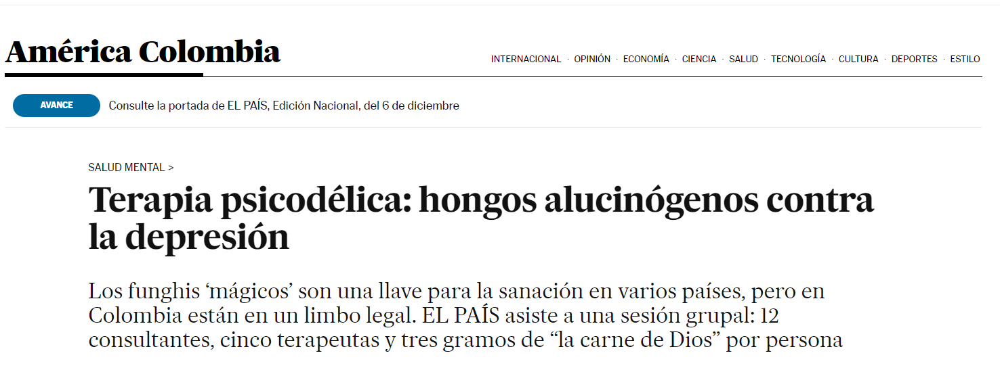 América Colombia
INTERNACIONAL · OPINIÓN · ECONOMÍA · CIENCIA · SALUD · TECNOLOGÍA · CULTURA · DEPORTES · ESTILO
AVANCE Consulte la portada de EL PAÍS, Edición Nacional, del 6 de diciembre
SALUD MENTAL >
Terapia psicodélica: hongos alucinógenos contra
la depresión
Los funghis ‘mágicos’ son una llave para la sanación en varios países, pero en
Colombia están en un limbo legal. EL PAÍS asiste a una sesión grupal: 12
consultantes, cinco terapeutas y tres gramos de “la carne de Dios” por persona